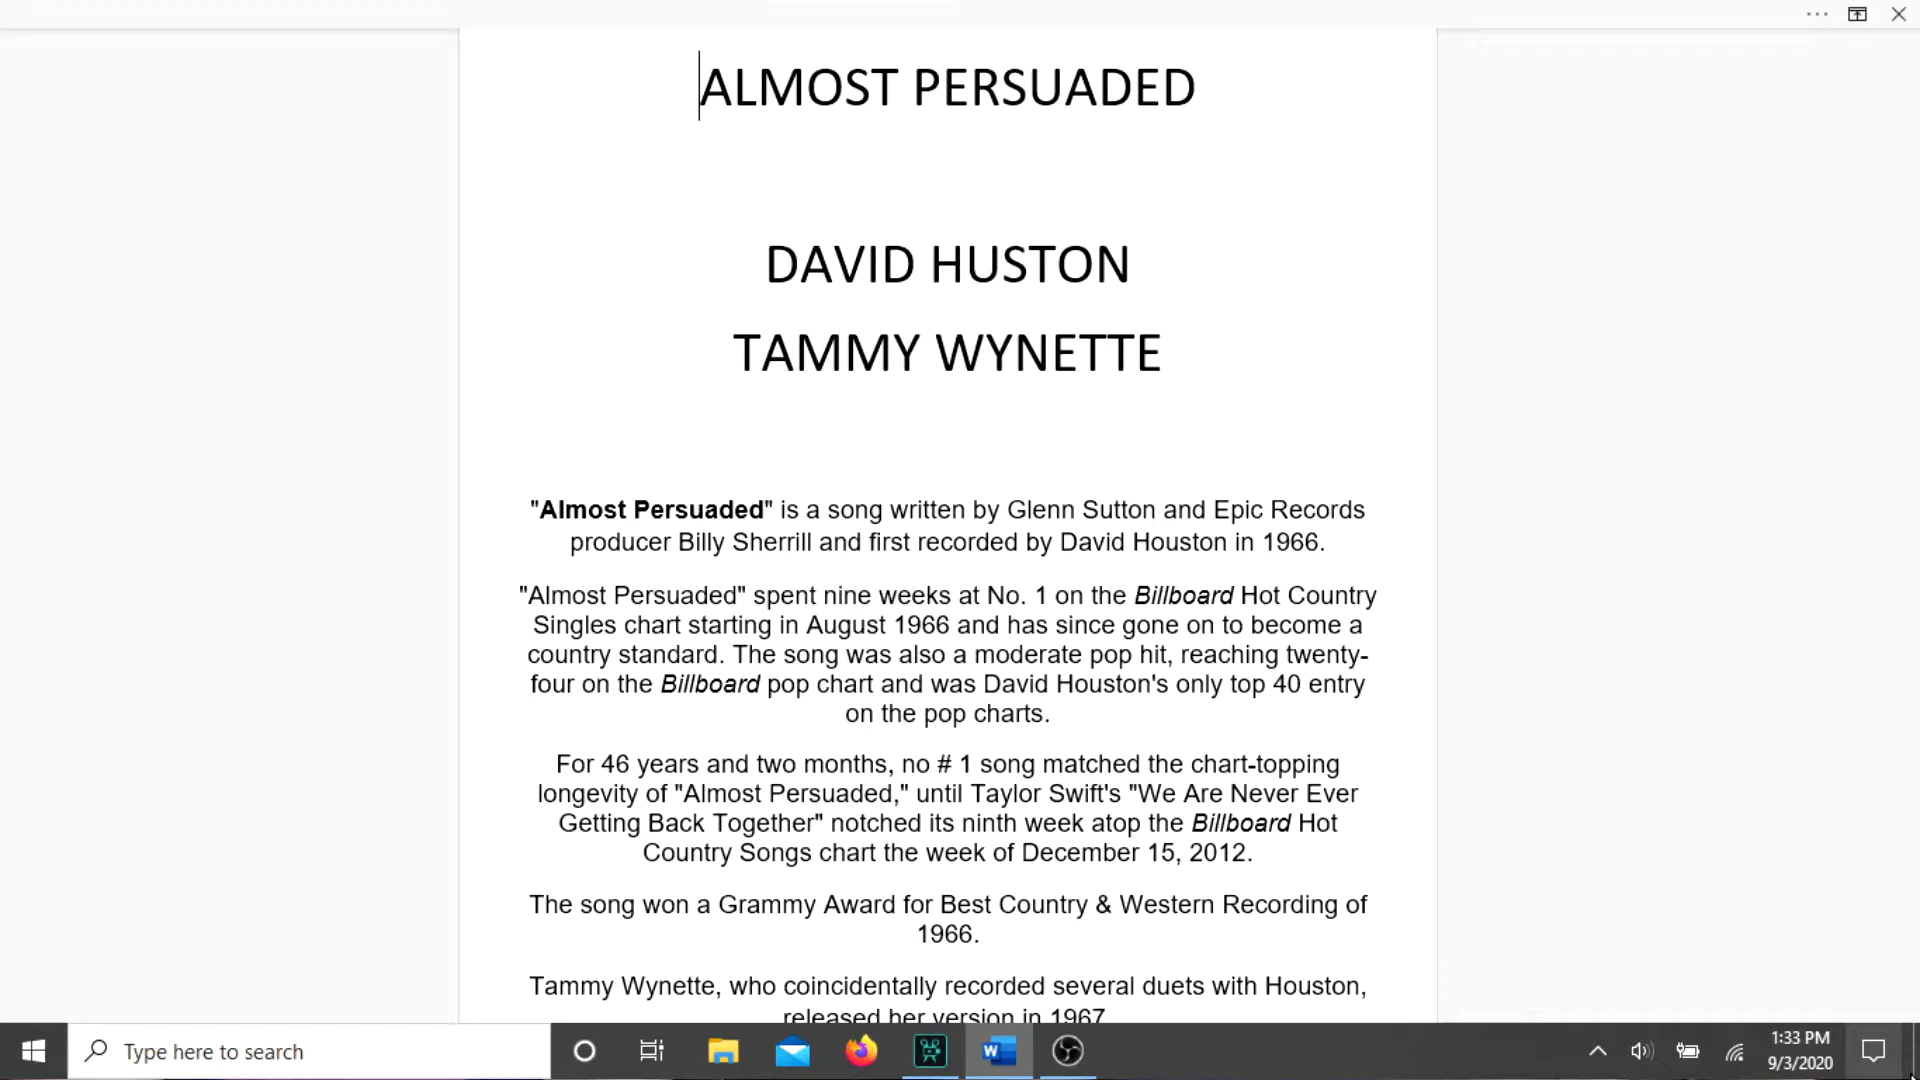 ALMOST PERSUADED
DAVID HUSTON
TAMMY WYNETTE
"Almost Persuaded" is a song written by Glenn Sutton and Epic Records
producer Billy Sherrill and first recorded by David Houston in 1966.
"Almost Persuaded" spent nine weeks at No. 1 on the Billboard Hot Country
Singles chart starting in August 1966 and has since gone on to become a
country standard. The song was also a moderate pop hit, reaching twenty-
four on the Billboard pop chart and was David Houston's only top 40 entry
on the pop charts.
For 46 years and two months, no # 1 song matched the chart-topping
longevity of "Almost Persuaded," until Taylor Swift's "We Are Never Ever
Getting Back Together" notched its ninth week atop the Billboard Hot
Country Songs chart the week of December 15, 2012.
The song won a Grammy Award for Best Country & Western Recording of
1966.
Tammy Wynette, who coincidentally recorded several duets with Houston,
released her version in 1967.
Type here to search
W
1:33 PM
9/3/2020